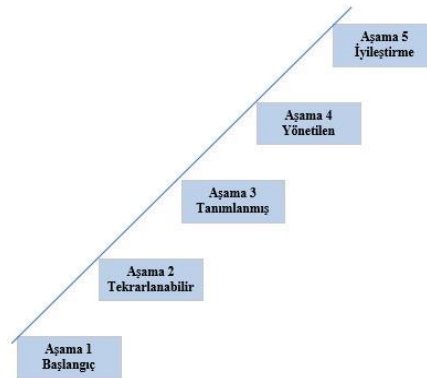 Aşama 5
İyileştirme
Aşama 4
Yönetilen
Aşama 3
Tanımlanmış
Aşama 2
Tekrarlanabilir
Aşama 1
Başlangıç